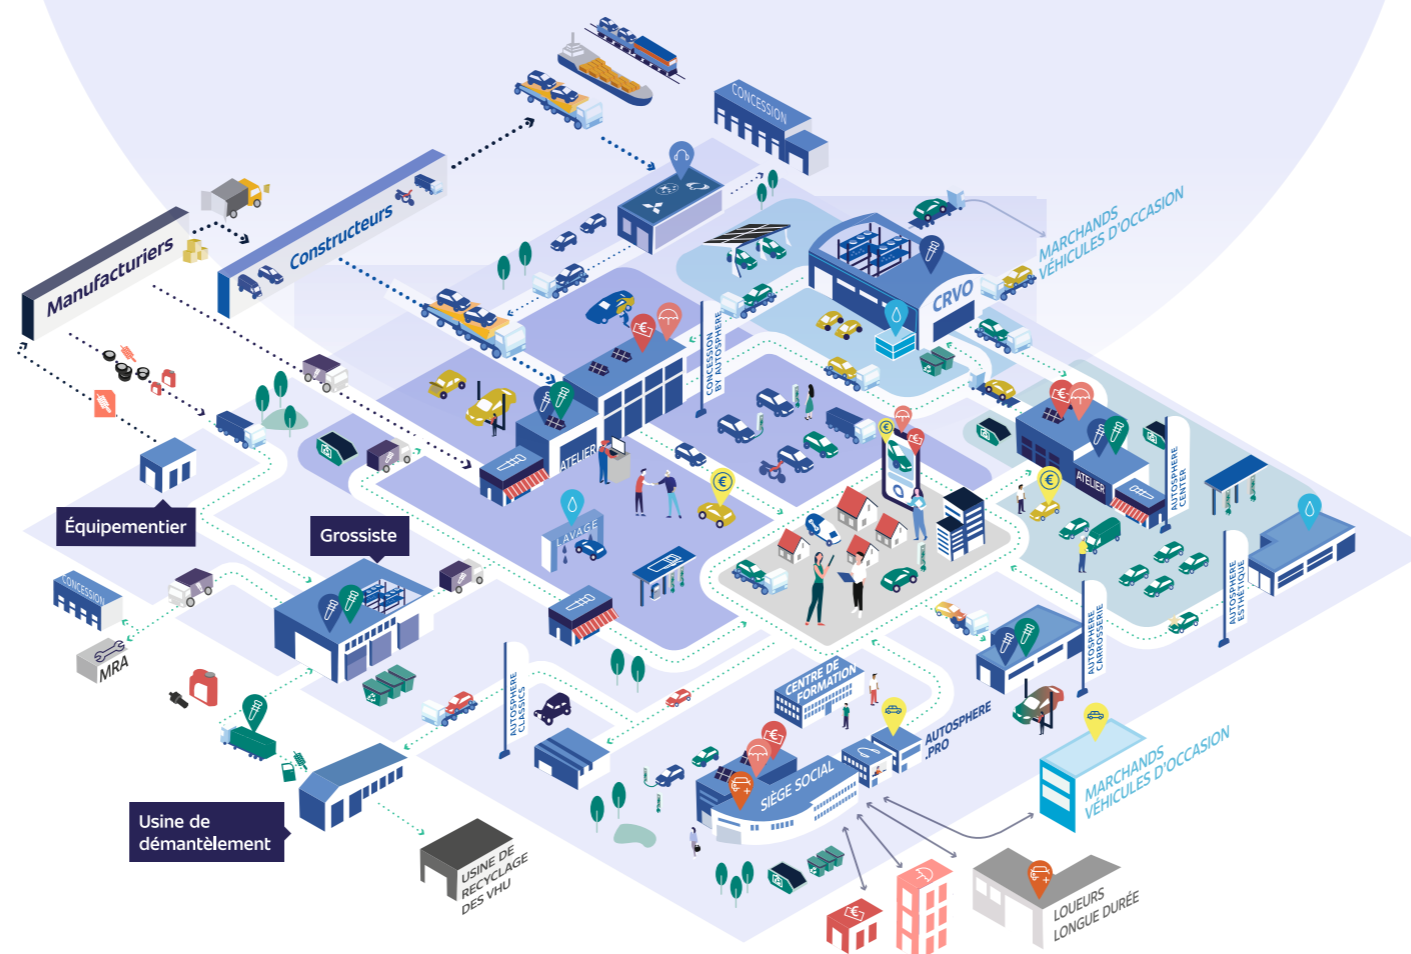 CONCESSION
Manufacturiers
Constructeurs
MARCHANDS
VÉHICULES D'OCCASION
CRVO
CONCESSION
BY AUTOSPHERE
ATELIER
ATELIER
AUTOSPHERE
CENTER
LAVAGE
Équipementier
Grossiste
CONCESSION
MRA
AUTOSPHERE
ESTHÉTIQUE
AUTOSPHERE
CARROSSERIE
AUTOSPHERE
CLASSICS
CENTRE DE
FORMATION
AUTOSPHERE
.PRO
SIÈGE SOCIAL
MARCHANDS
VÉHICULES D'OCCASION
Usine de
démantèlement
USINE DE
RECYCLAGE
DES VHU
LOUEURS
LONGUE DURÉE